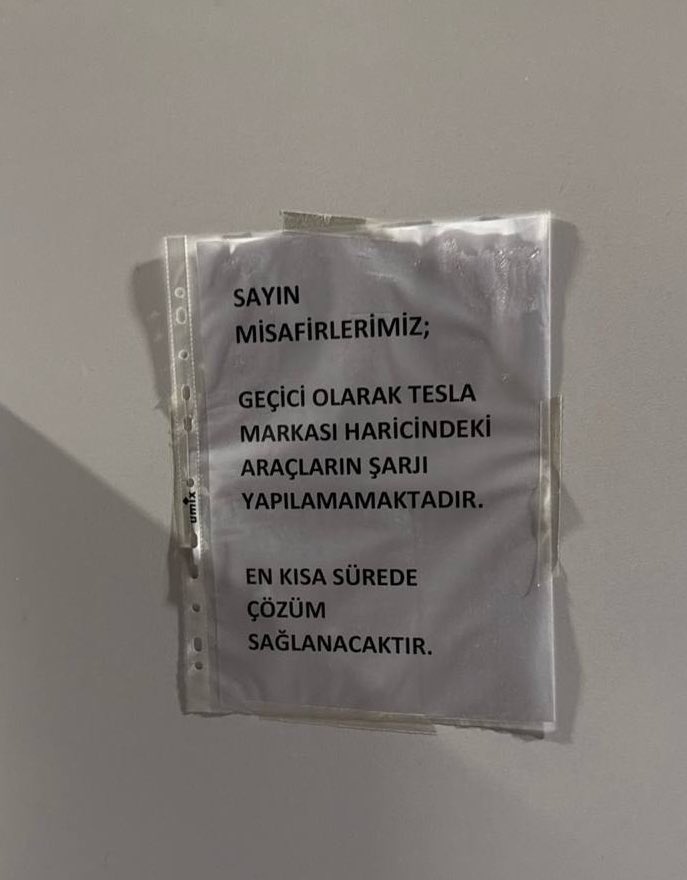 SAYIN
MİSAFİRLERİMİZ;
GEÇİCİ OLARAK TESLA
MARKASI HARİCİNDEKİ
ARAÇLARIN ŞARJI
YAPILAMAMAKTADIR.
EN KISA SÜREDE
ÇÖZÜM
SAĞLANACAKTIR.
umix